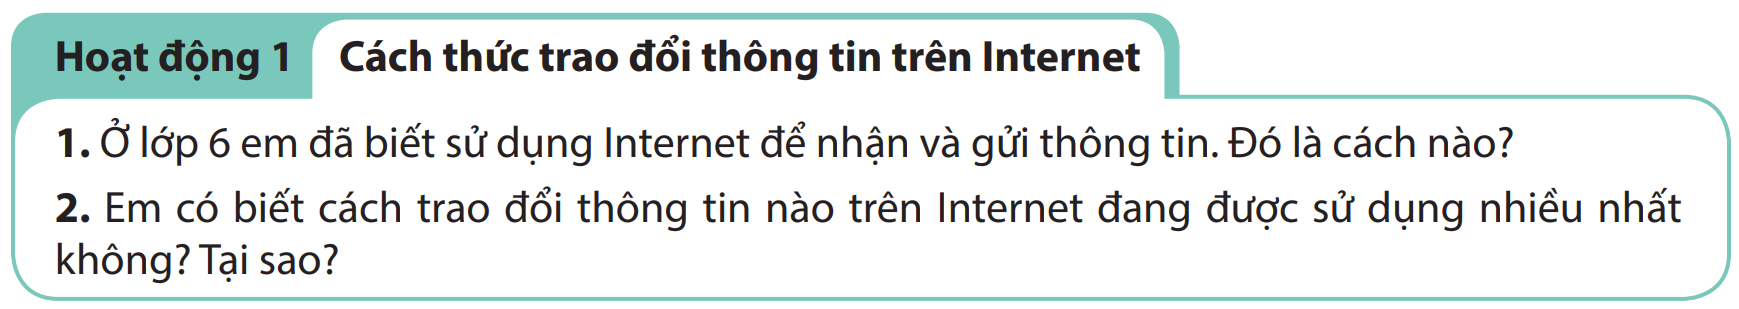 Hoạt động 1 Cách thức trao đổi thông tin trên Internet
1. Ở lớp 6 em đã biết sử dụng Internet để nhận và gửi thông tin. Đó là cách nào?
2. Em có biết cách trao đổi thông tin nào trên Internet đang được sử dụng nhiều nhất
không? Tại sao?